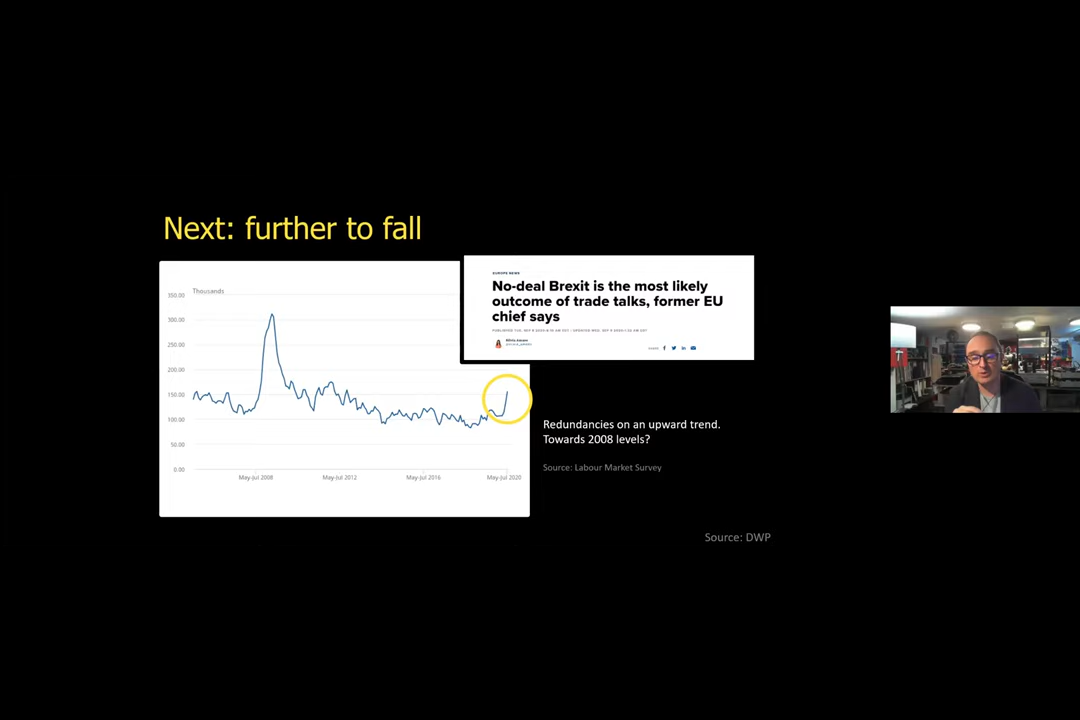 Next: further to fall
EUROPE NEWS
No-deal Brexit is the most likely
outcome of trade talks, former EU
chief says
Thousands
350.00
300.00
250.00
200.00
150.00
100.00
50.00
0.00
May-Jul 2008
May-Jul 2012
May-Jul 2016
May-Jul 2020
Redundancies on an upward trend.
Towards 2008 levels?
Source: Labour Market Survey
Source: DWP